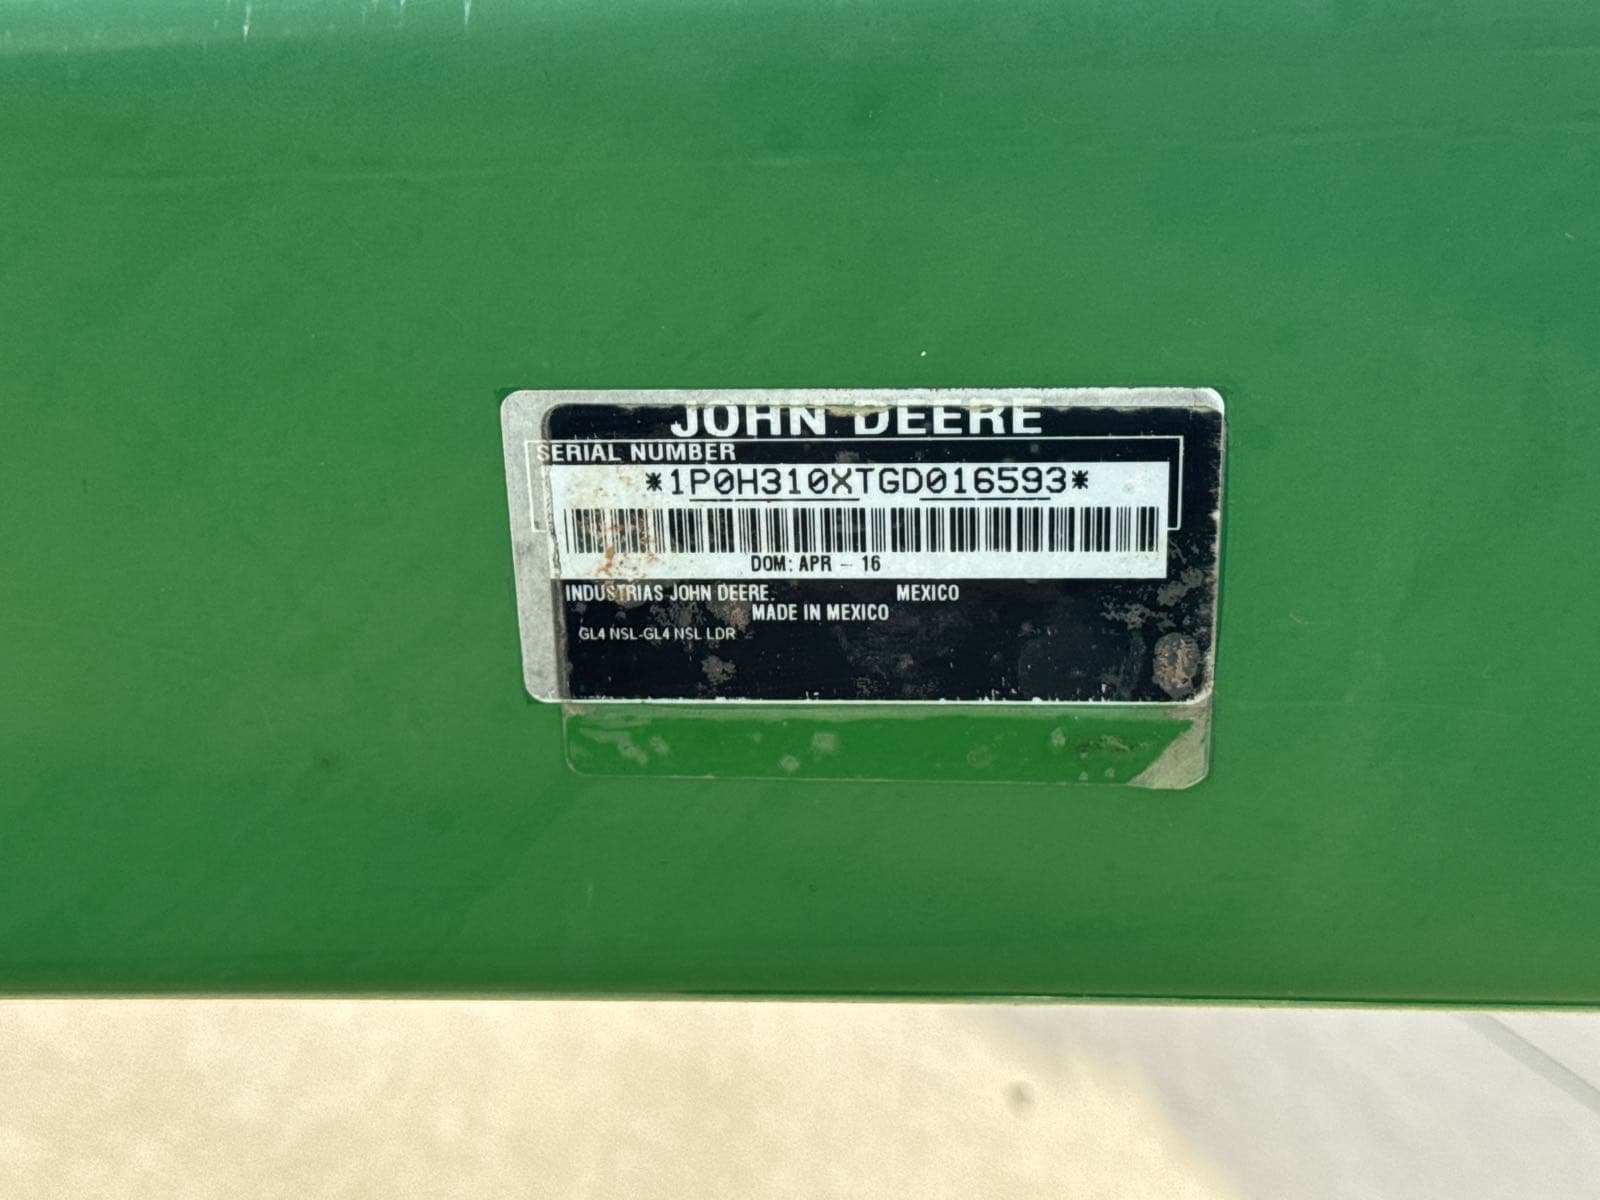 JOHN DEERE
SERIAL NUMBER
*1P0H310XTGD016593*
DOM: APR - 16
INDUSTRIAS JOHN DEERE. MEXICO
MADE IN MEXICO
GL4 NSL-GL4 NSL LDR